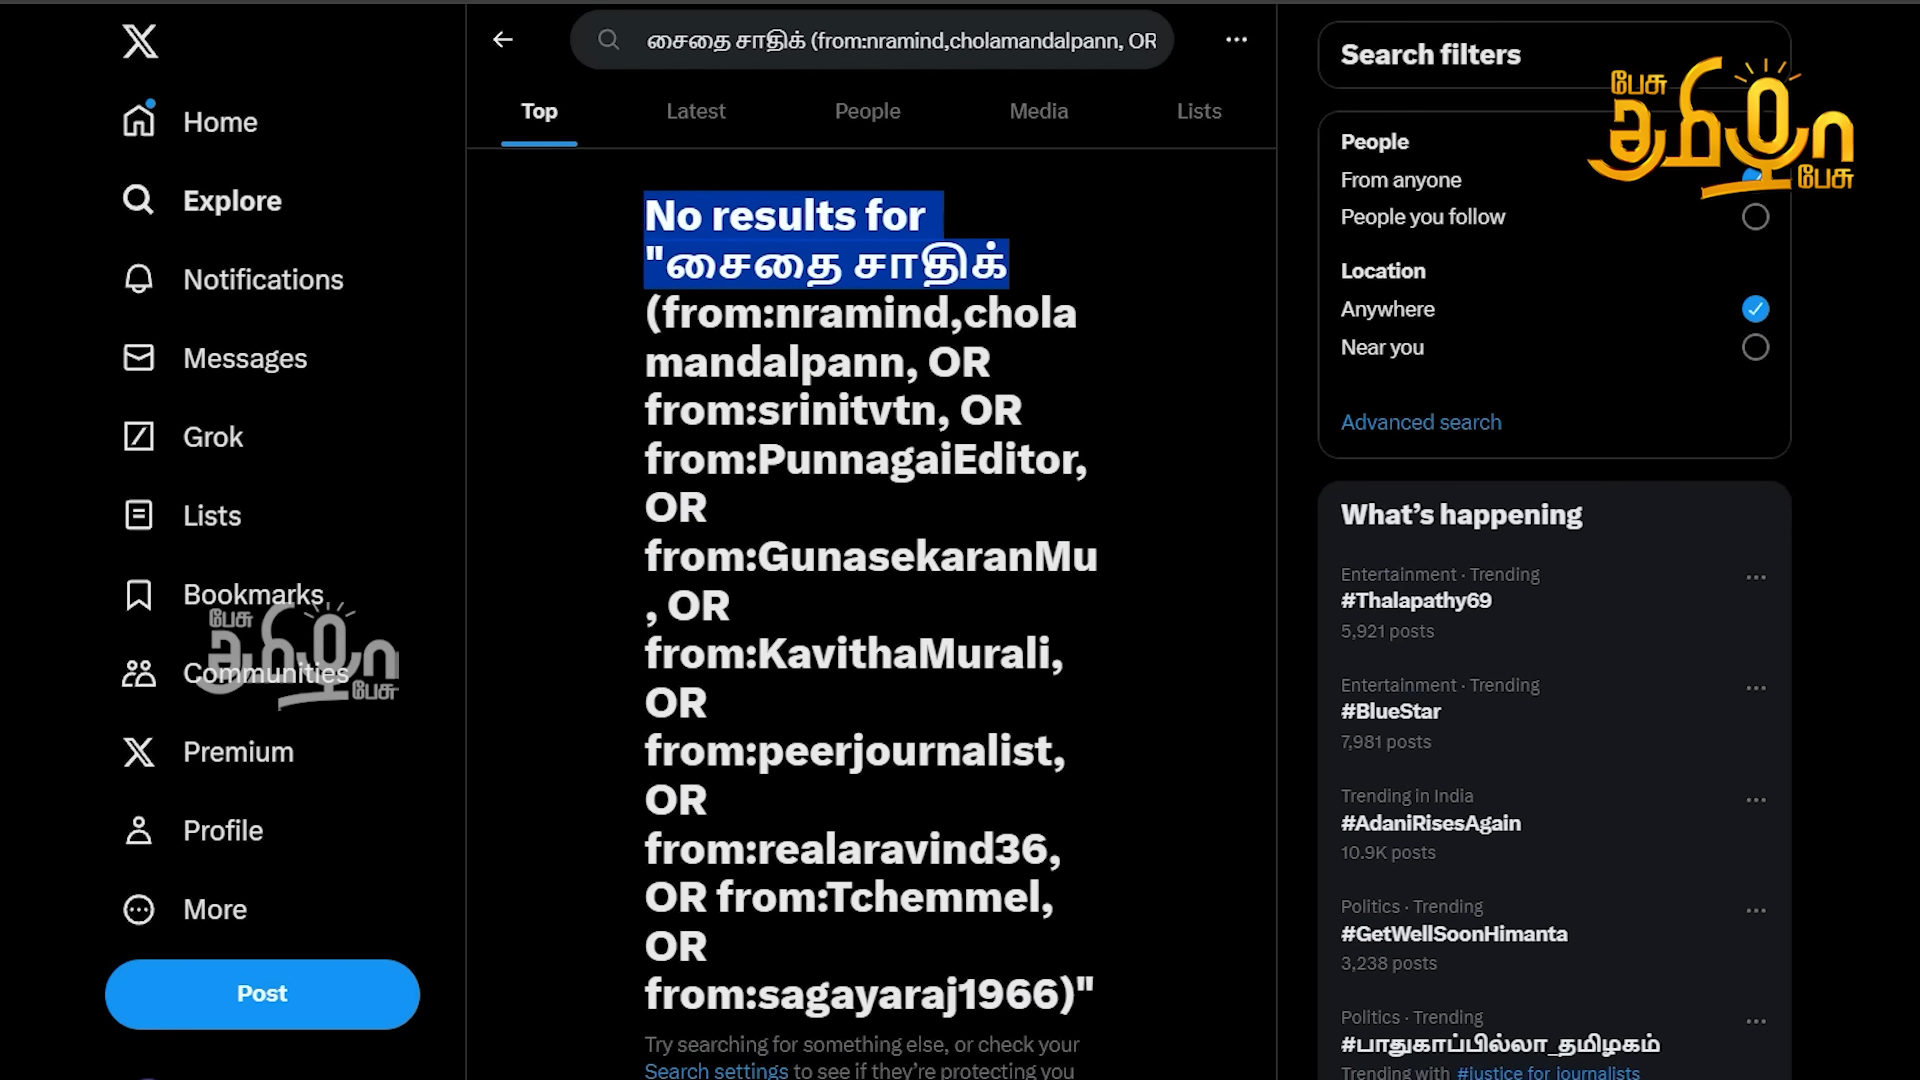 சைதை சாதிக் (from:nramind,cholamandalpann, OR
Home
Explore
Notifications
Messages
Grok
Lists
Bookmarks
Communities
Premium
Profile
More
Post
Top
Latest
People
Media
Lists
No results for
"சைதை சாதிக்
(from:nramind,chola
mandalpann, OR
from:srinitvtn, OR
from:PunnagaiEditor,
OR
from:GunasekaranMu
, OR
from:KavithaMurali,
OR
from:peerjournalist,
OR
from:realaravind36,
OR from:Tchemmel,
OR
from:sagayaraj1966)"
Try searching for something else, or check your
Search settings to see if they’re protecting you
Search filters
People
From anyone
People you follow
Location
Anywhere
Near you
Advanced search
What’s happening
Entertainment · Trending
#Thalapathy69
5,921 posts
Entertainment · Trending
#BlueStar
7,981 posts
Trending in India
#AdaniRisesAgain
10.9K posts
Politics · Trending
#GetWellSoonHimanta
3,238 posts
Politics · Trending
#பாதுகாப்பில்லா_தமிழகம்
Trending with #justice for journalists
பேசு
தமிழா
பேசு
பேசு
தமிழா
பேசு